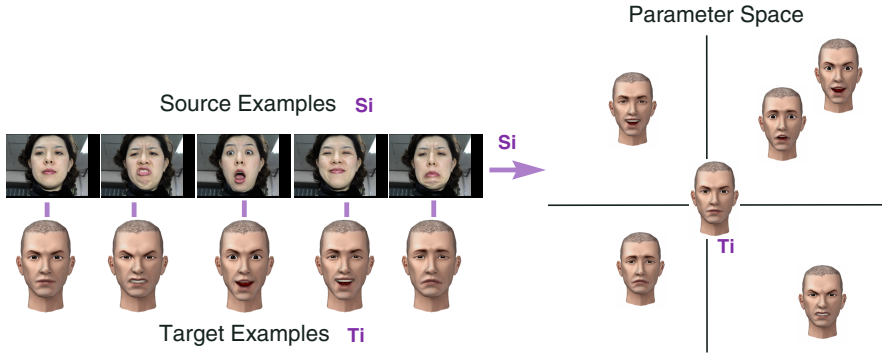 Parameter Space
Source Examples Si
Si
Ti
Target Examples Ti